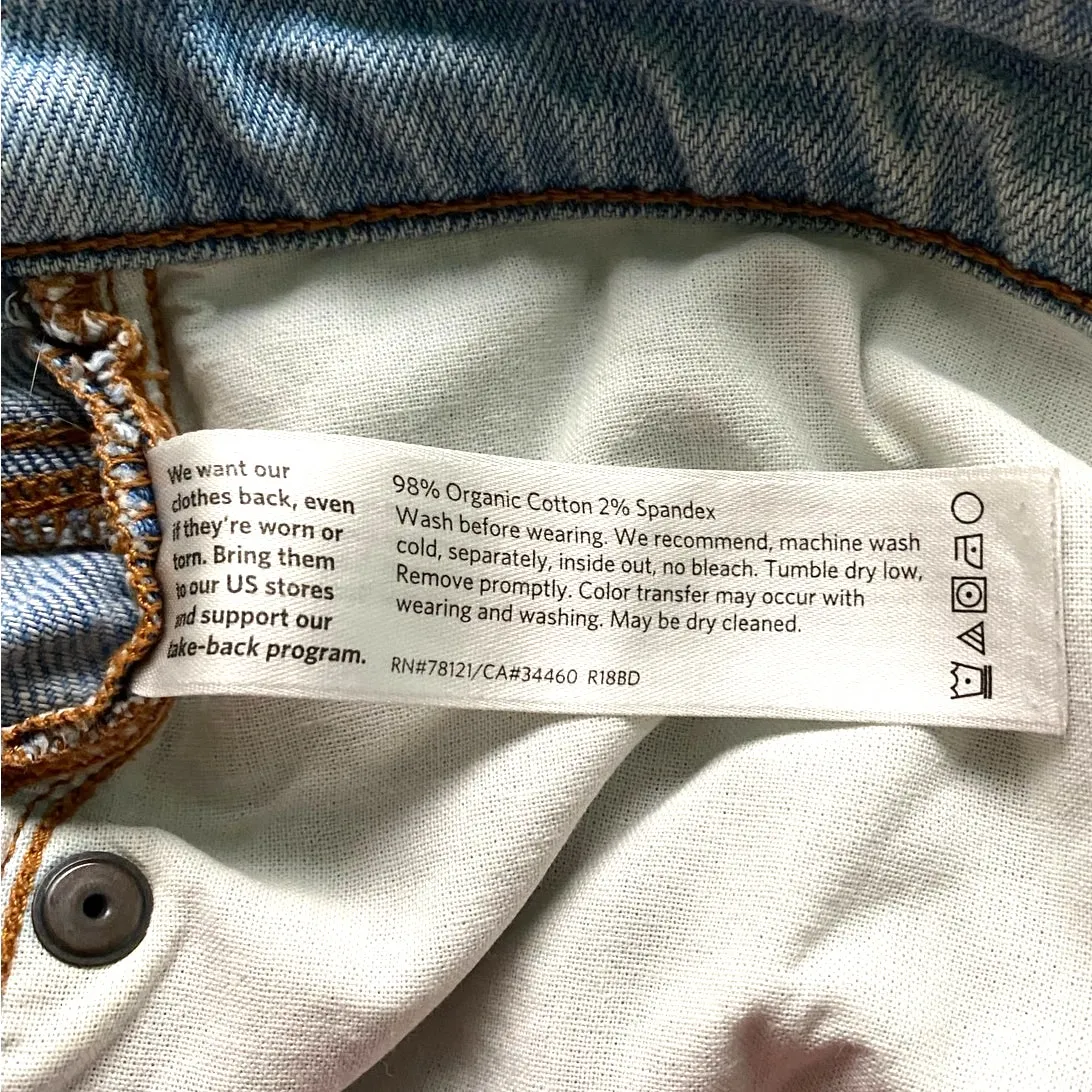 We want our
clothes back, even
if they're worn or
torn. Bring them
to our US stores
and support our
take-back program.
98% Organic Cotton 2% Spandex
Wash before wearing. We recommend, machine wash
cold, separately, inside out, no bleach. Tumble dry low,
Remove promptly. Color transfer may occur with
wearing and washing. May be dry cleaned.
RN#78121/CA#34460 R18BD